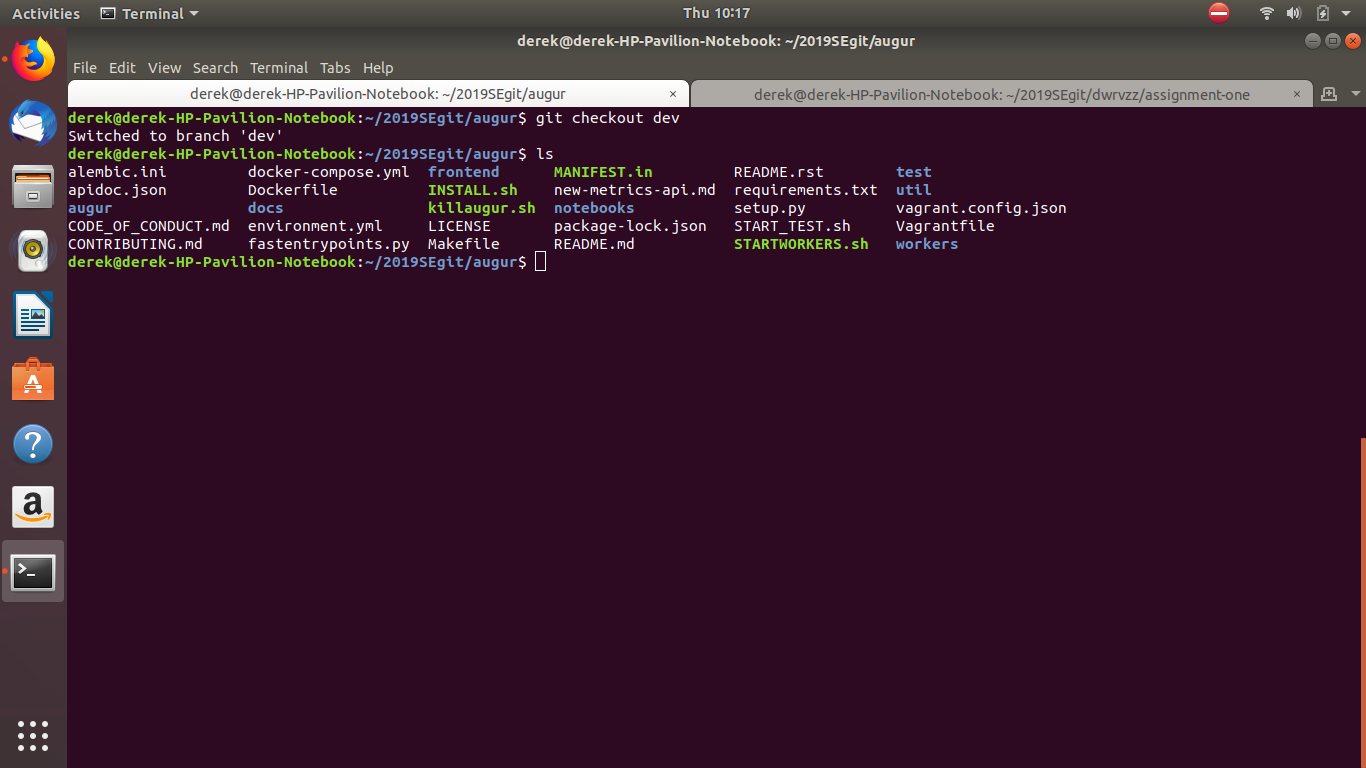 Activities Terminal Thu 10:17
derek@derek-HP-Pavilion-Notebook: ~/2019SEgit/augur
File Edit View Search Terminal Tabs Help
derek@derek-HP-Pavilion-Notebook: ~/2019SEgit/augur × derek@derek-HP-Pavilion-Notebook: ~/2019SEgit/dwrvzz/assignment-one ×
derek@derek-HP-Pavilion-Notebook:~/2019SEgit/augur$ git checkout dev
Switched to branch 'dev'
derek@derek-HP-Pavilion-Notebook:~/2019SEgit/augur$ ls
alembic.ini docker-compose.yml frontend MANIFEST.in README.rst test
apidoc.json Dockerfile INSTALL.sh new-metrics-api.md requirements.txt util
augur docs killaugur.sh notebooks setup.py vagrant.config.json
CODE_OF_CONDUCT.md environment.yml LICENSE package-lock.json START_TEST.sh Vagrantfile
CONTRIBUTING.md fastentrypoints.py Makefile README.md STARTWORKERS.sh workers
derek@derek-HP-Pavilion-Notebook:~/2019SEgit/augur$